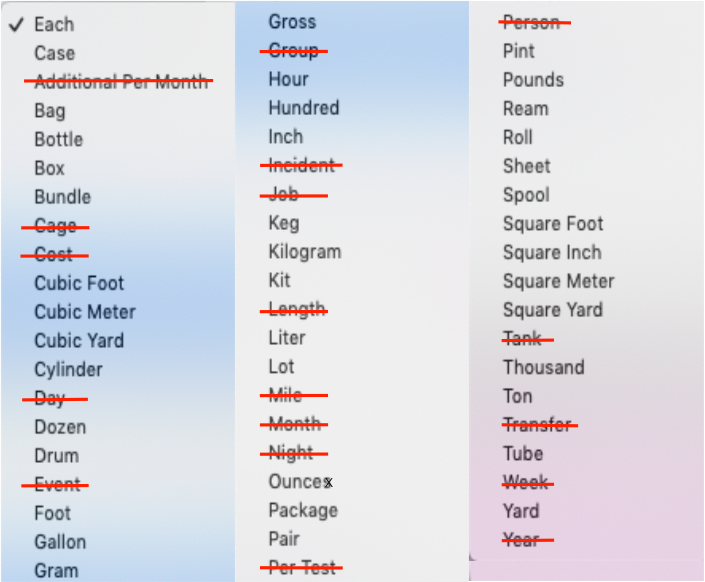 ✓ Each
Case
Additional Per Month
Bag
Bottle
Box
Bundle
Cage
Cost
Cubic Foot
Cubic Meter
Cubic Yard
Cylinder
Day
Dozen
Drum
Event
Foot
Gallon
Gram
Gross
Group
Hour
Hundred
Inch
Incident
Job
Keg
Kilogram
Kit
Length
Liter
Lot
Mile
Month
Night
Ounces
Package
Pair
Per Test
Person
Pint
Pounds
Ream
Roll
Sheet
Spool
Square Foot
Square Inch
Square Meter
Square Yard
Tank
Thousand
Ton
Transfer
Tube
Week
Yard
Year